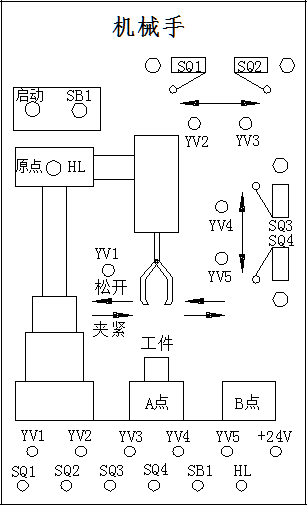 机械手
SQ1 SQ2
启动 SB1
YV2 YV3
原点 HL
YV4
SQ3
SQ4
YV1
YV5
松开
夹紧
工件
A点 B点
YV1 YV2 YV3 YV4 YV5 +24V
SQ1 SQ2 SQ3 SQ4 SB1 HL